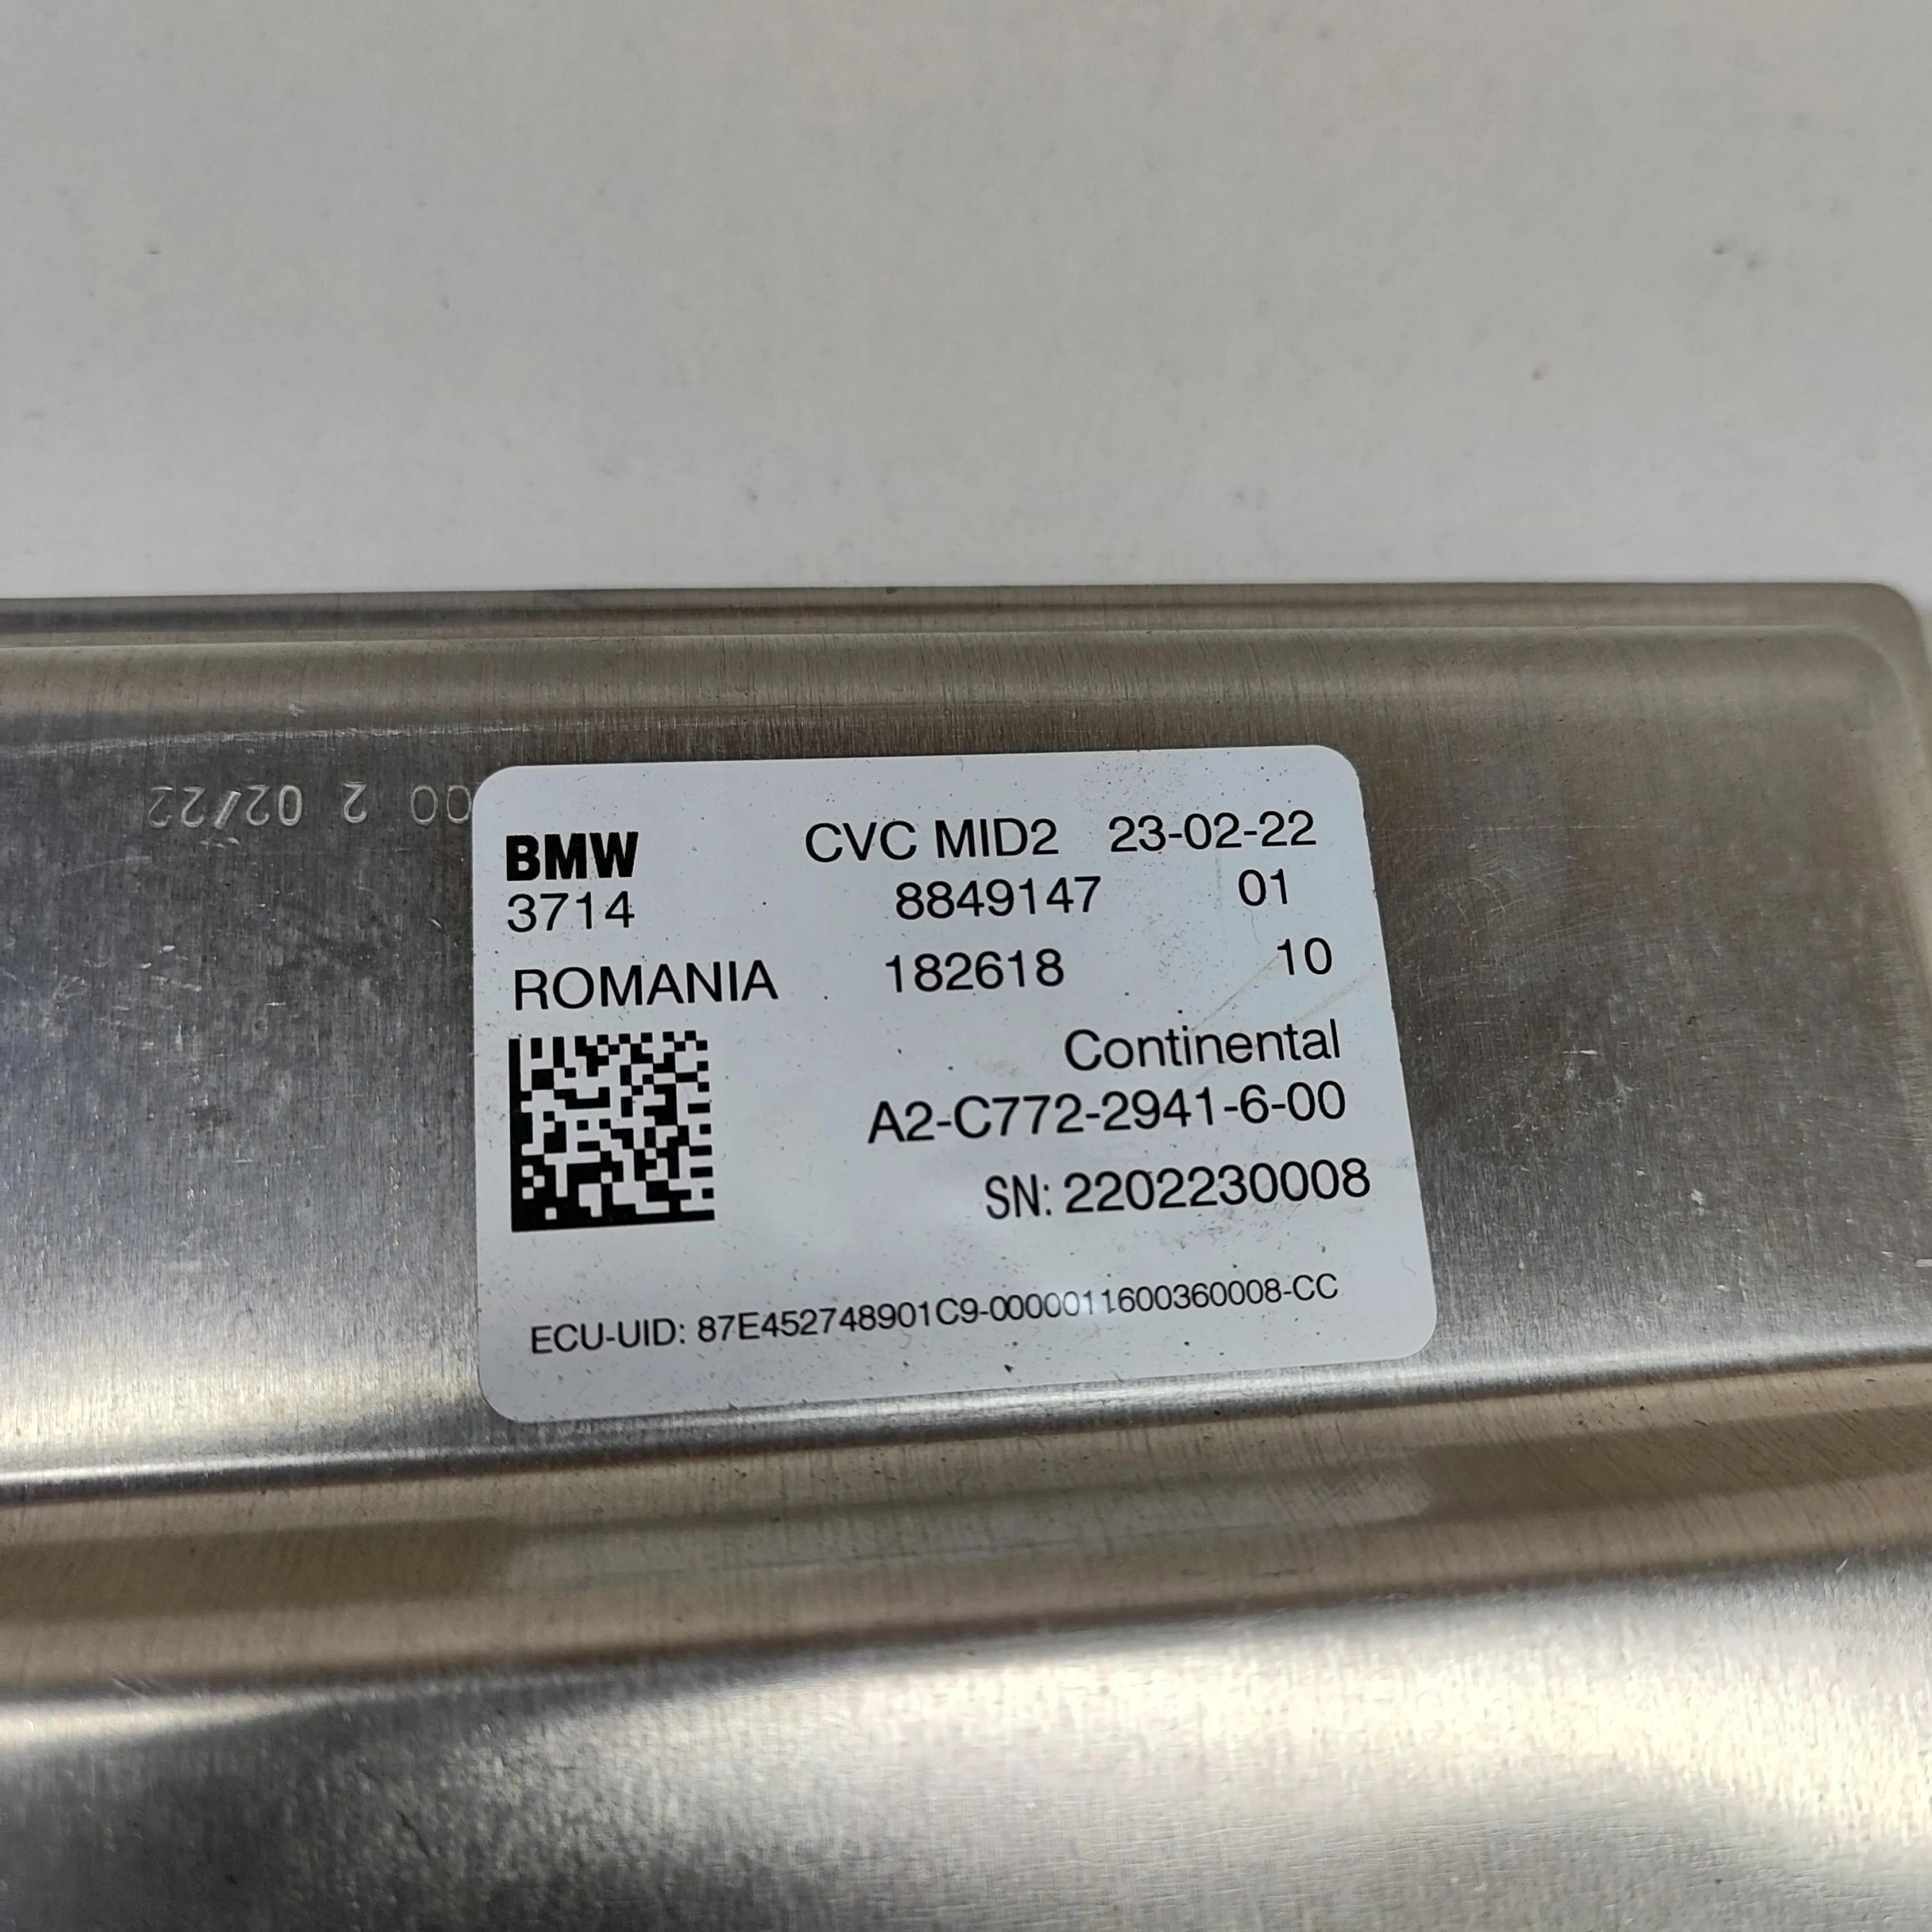 00 2 02/22
BMW CVC MID2 23-02-22
3714 8849147 01
ROMANIA 182618 10
Continental
A2-C772-2941-6-00
SN: 2202230008
ECU-UID: 87E452748901C9-0000011600360008-CC